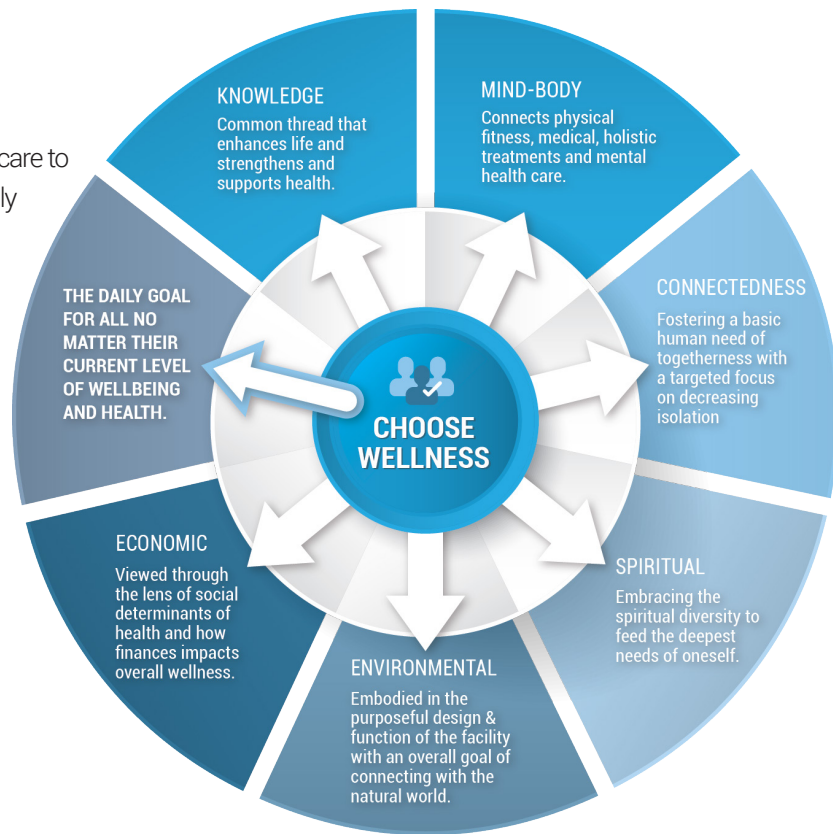 care to
ly
KNOWLEDGE
Common thread that
enhances life and
strengthens and
supports health.
MIND-BODY
Connects physical
fitness, medical, holistic
treatments and mental
health care.
CONNECTEDNESS
Fostering a basic
human need of
togetherness with
a targeted focus
on decreasing
isolation
SPIRITUAL
Embracing the
spiritual diversity to
feed the deepest
needs of oneself.
ENVIRONMENTAL
Embodied in the
purposeful design &
function of the facility
with an overall goal of
connecting with the
natural world.
ECONOMIC
Viewed through
the lens of social
determinants of
health and how
finances impacts
overall wellness.
THE DAILY GOAL
FOR ALL NO
MATTER THEIR
CURRENT LEVEL
OF WELLBEING
AND HEALTH.
CHOOSE
WELLNESS